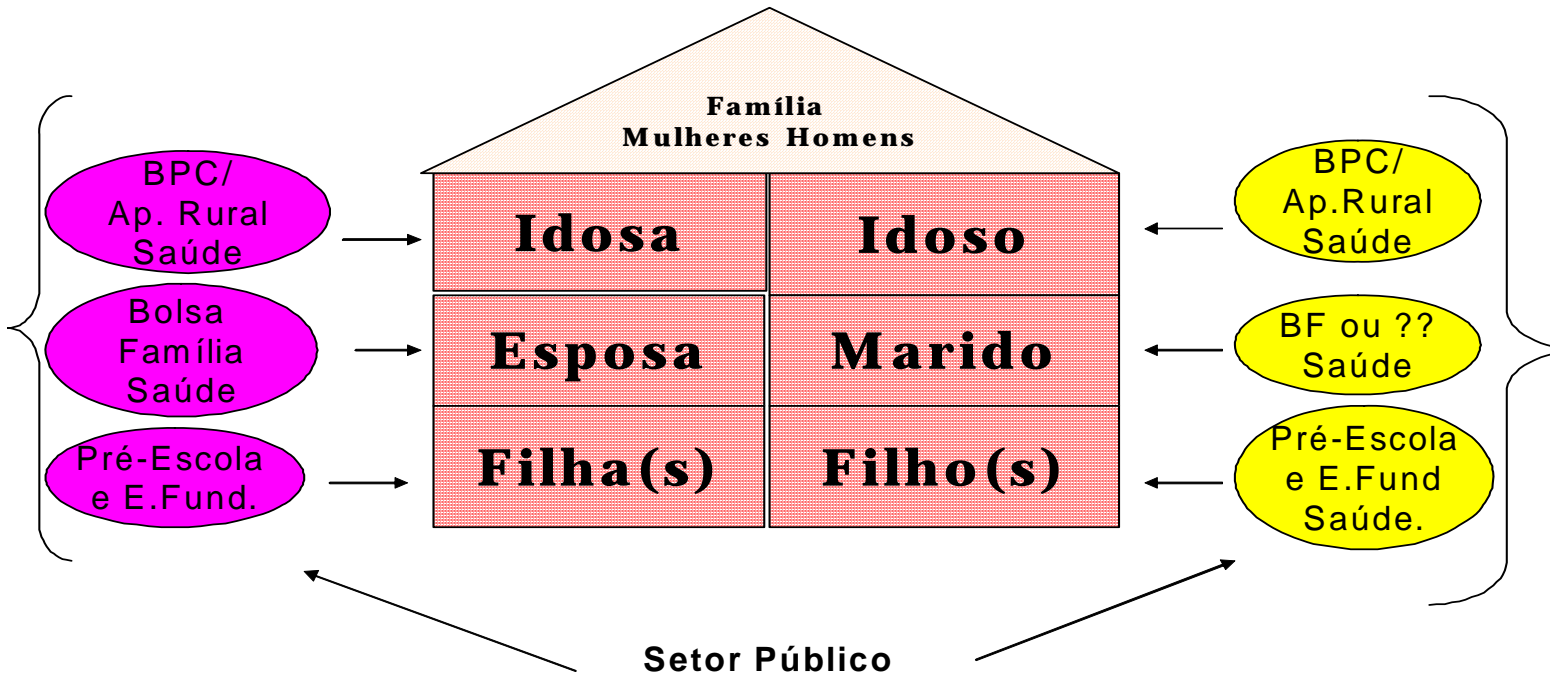 Família
Mulheres Homens
BPC/
Ap. Rural
Saúde
Idosa
Idoso
BPC/
Ap.Rural
Saúde
Bolsa
Família
Saúde
Esposa
Marido
BF ou ??
Saúde
Pré-Escola
e E.Fund.
Filha(s)
Filho(s)
Pré-Escola
e E.Fund
Saúde.
Setor Público